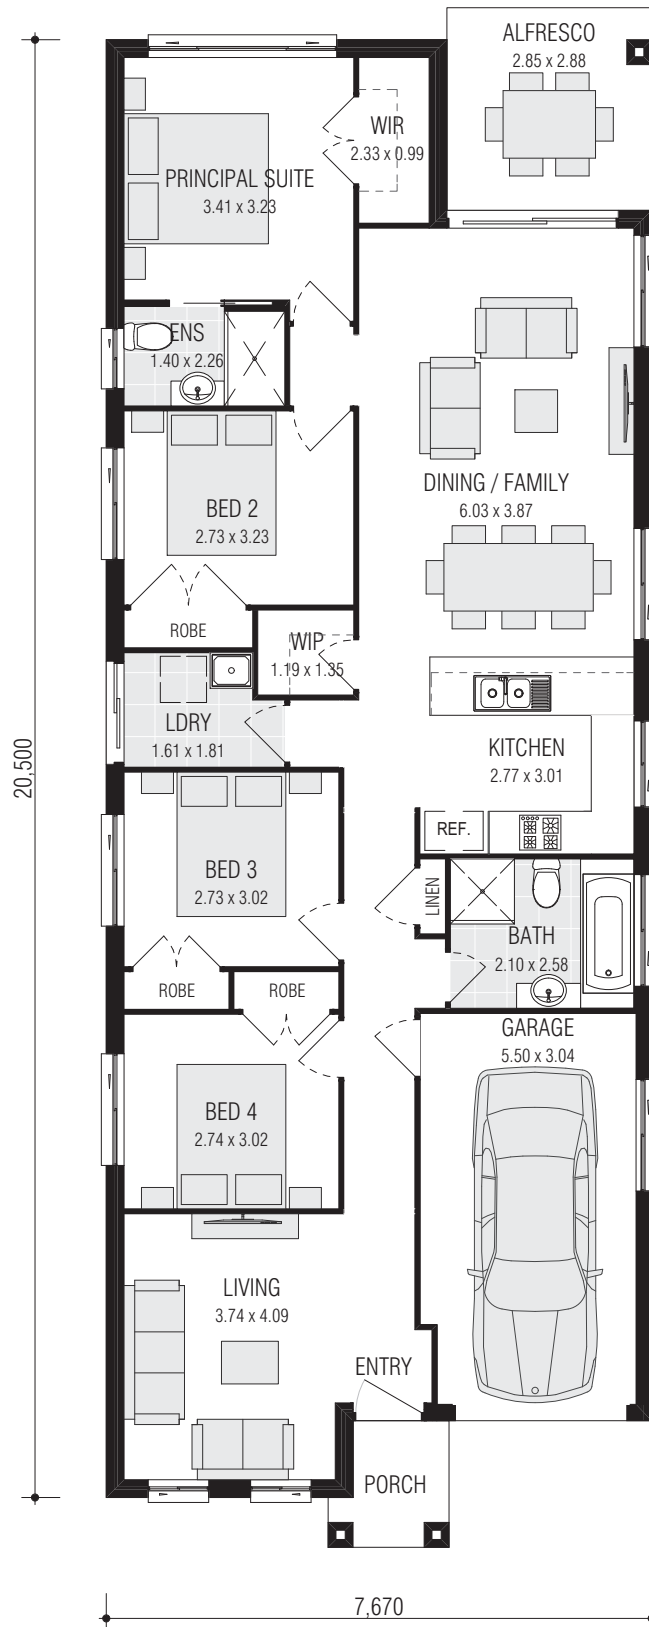 ALFRESCO
2.85 x 2.88
WIR
2.33 x 0.99
PRINCIPAL SUITE
3.41 x 3.23
ENS
1.40 x 2.26
DINING / FAMILY
6.03 x 3.87
BED 2
2.73 x 3.23
ROBE
WIP
1.19 x 1.35
LDRY
1.61 x 1.81
KITCHEN
2.77 x 3.01
20,500
REF.
BED 3
2.73 x 3.02
LINEN
BATH
2.10 x 2.58
ROBE
ROBE
GARAGE
5.50 x 3.04
BED 4
2.74 x 3.02
LIVING
3.74 x 4.09
ENTRY
PORCH
7,670